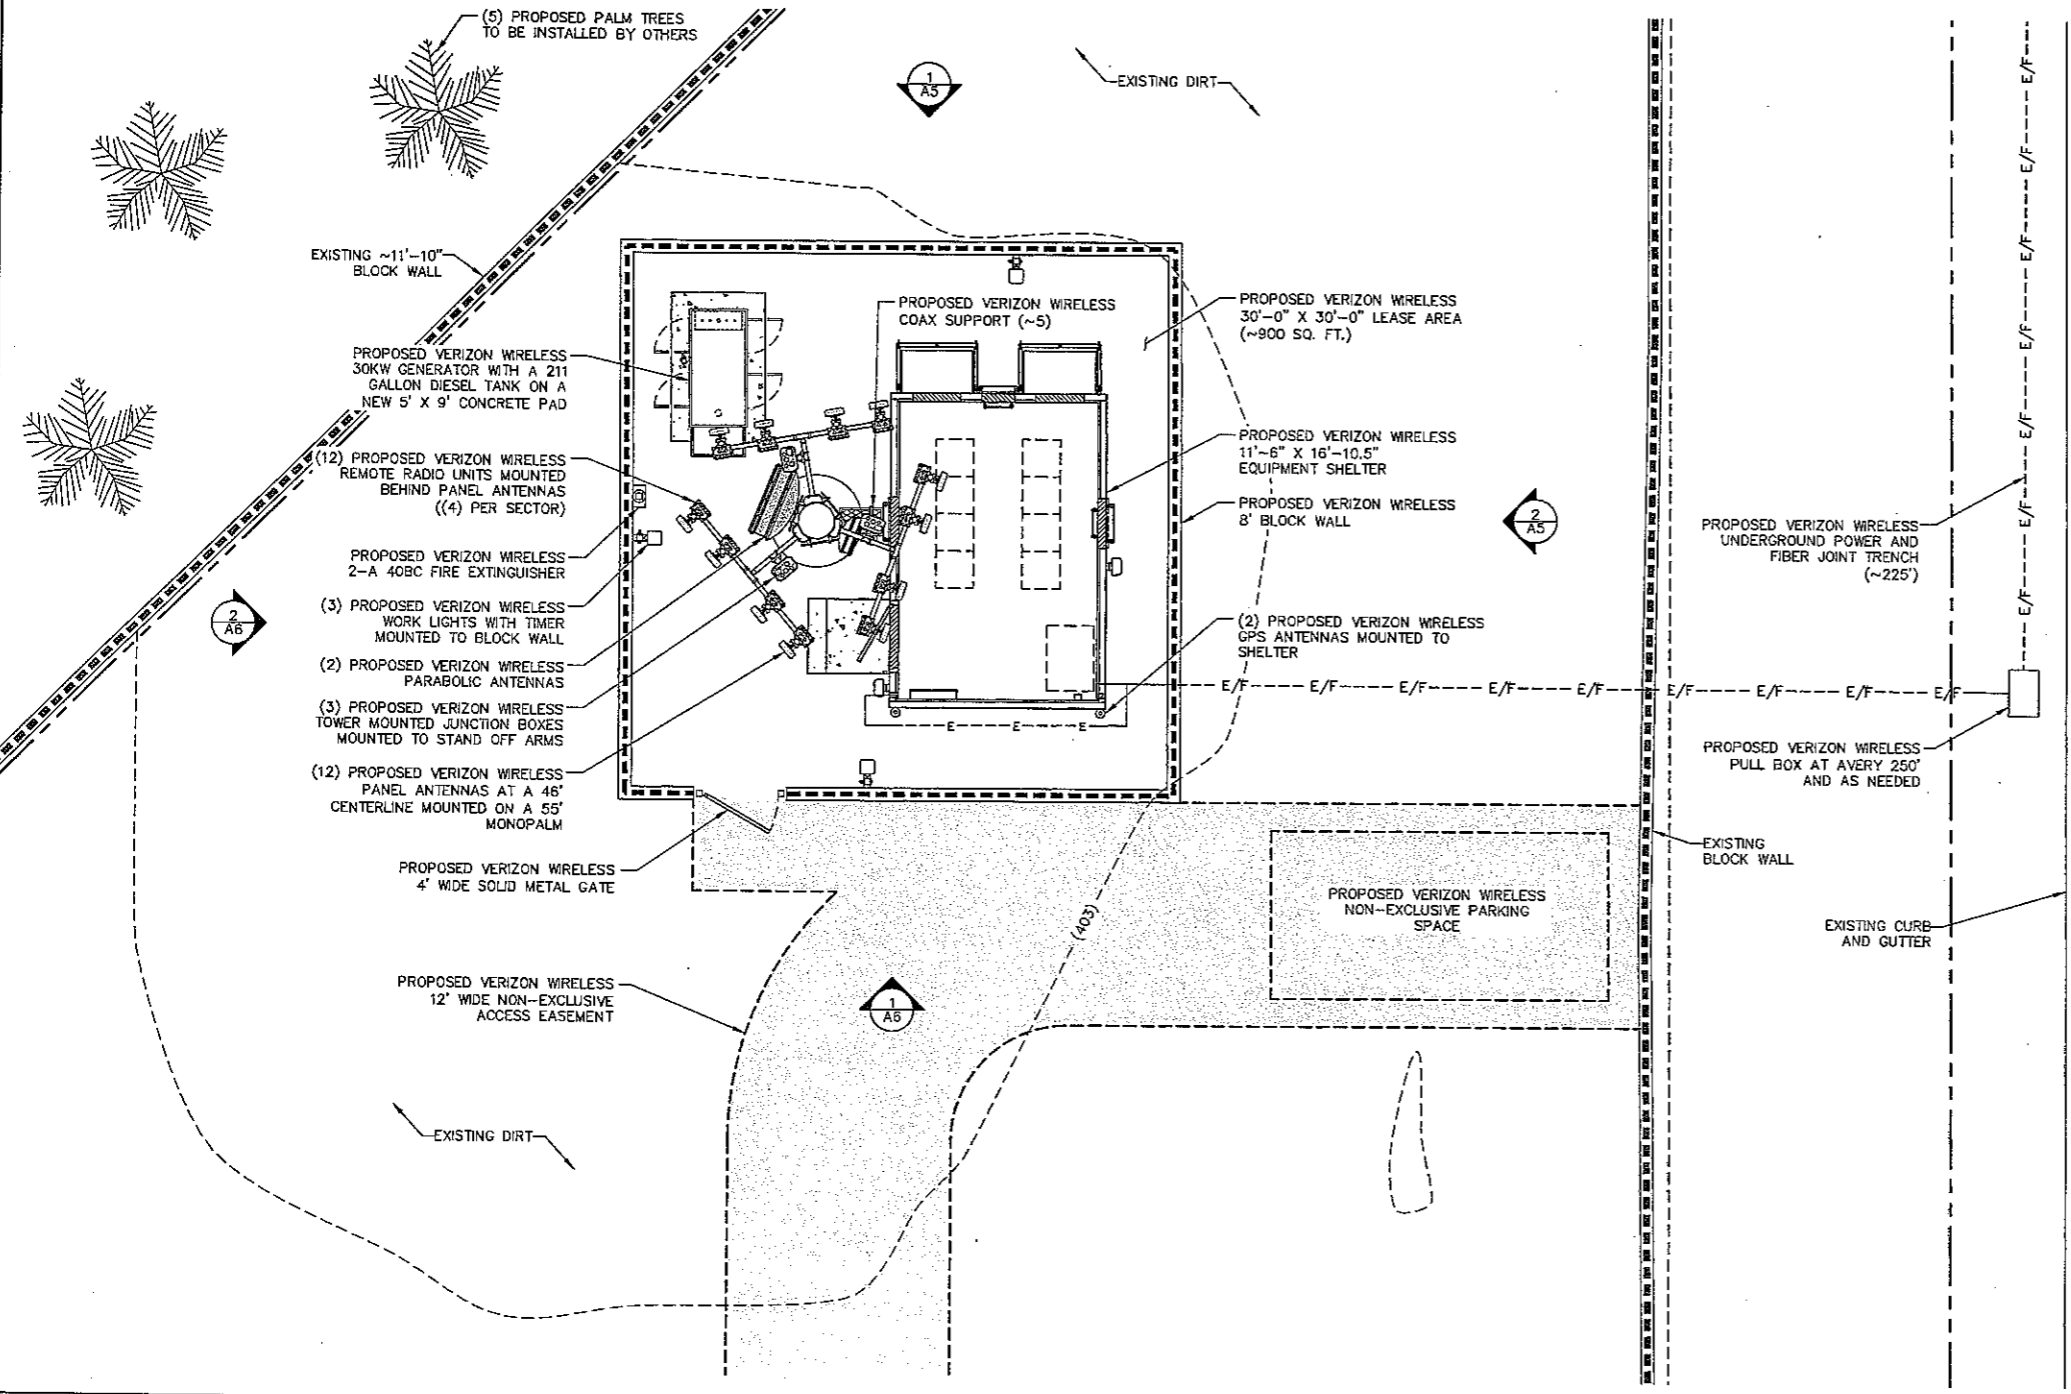 (5) PROPOSED PALM TREES
TO BE INSTALLED BY OTHERS
1
A5
EXISTING DIRT
EXISTING ~11'-10"
BLOCK WALL
PROPOSED VERIZON WIRELESS
COAX SUPPORT (~5)
PROPOSED VERIZON WIRELESS
30'-0" X 30'-0" LEASE AREA
(~900 SQ. FT.)
PROPOSED VERIZON WIRELESS
30KW GENERATOR WITH A 211
GALLON DIESEL TANK ON A
NEW 5' X 9' CONCRETE PAD
PROPOSED VERIZON WIRELESS
11'-6" X 16'-10.5"
EQUIPMENT SHELTER
(12) PROPOSED VERIZON WIRELESS
REMOTE RADIO UNITS MOUNTED
BEHIND PANEL ANTENNAS
((4) PER SECTOR)
PROPOSED VERIZON WIRELESS
8' BLOCK WALL
2
A5
PROPOSED VERIZON WIRELESS
UNDERGROUND POWER AND
FIBER JOINT TRENCH
(~225')
PROPOSED VERIZON WIRELESS
2-A 40BC FIRE EXTINGUISHER
2
A6
(3) PROPOSED VERIZON WIRELESS
WORK LIGHTS WITH TIMER
MOUNTED TO BLOCK WALL
(2) PROPOSED VERIZON WIRELESS
GPS ANTENNAS MOUNTED TO
SHELTER
(2) PROPOSED VERIZON WIRELESS
PARABOLIC ANTENNAS
(3) PROPOSED VERIZON WIRELESS
TOWER MOUNTED JUNCTION BOXES
MOUNTED TO STAND OFF ARMS
E/F E/F E/F E/F E/F E/F E/F E/F E/F
E E E
E/F
E/F
E/F
E/F
E/F
E/F
E/F
PROPOSED VERIZON WIRELESS
PULL BOX AT AVERY 250'
AND AS NEEDED
(12) PROPOSED VERIZON WIRELESS
PANEL ANTENNAS AT A 46'
CENTERLINE MOUNTED ON A 55'
MONOPALM
EXISTING
BLOCK WALL
PROPOSED VERIZON WIRELESS
4' WIDE SOLID METAL GATE
PROPOSED VERIZON WIRELESS
NON-EXCLUSIVE PARKING
SPACE
(403)
EXISTING CURB
AND GUTTER
PROPOSED VERIZON WIRELESS
12' WIDE NON-EXCLUSIVE
ACCESS EASEMENT
1
A6
EXISTING DIRT